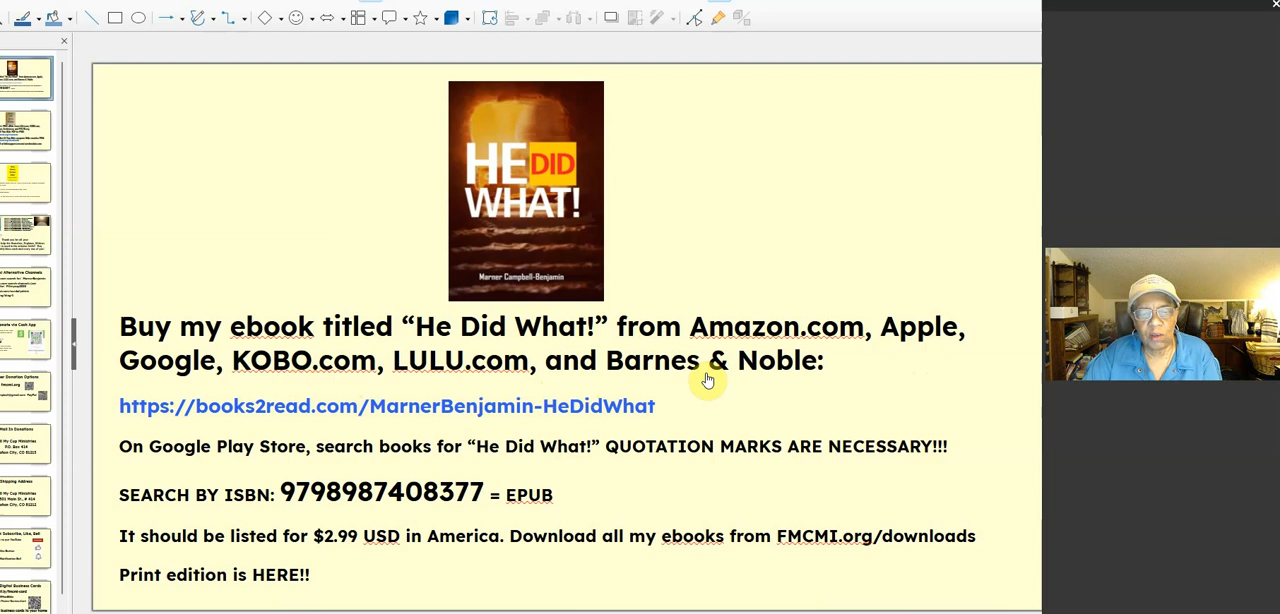 HE DID
WHAT!
Marner Campbell-Benjamin
Buy my ebook titled “He Did What!” from Amazon.com, Apple,
Google, KOBO.com, LULU.com, and Barnes & Noble:
https://books2read.com/MarnerBenjamin-HeDidWhat
On Google Play Store, search books for “He Did What!” QUOTATION MARKS ARE NECESSARY!!!
SEARCH BY ISBN: 9798987408377 = EPUB
It should be listed for $2.99 USD in America. Download all my ebooks from FMCMI.org/downloads
Print edition is HERE!!